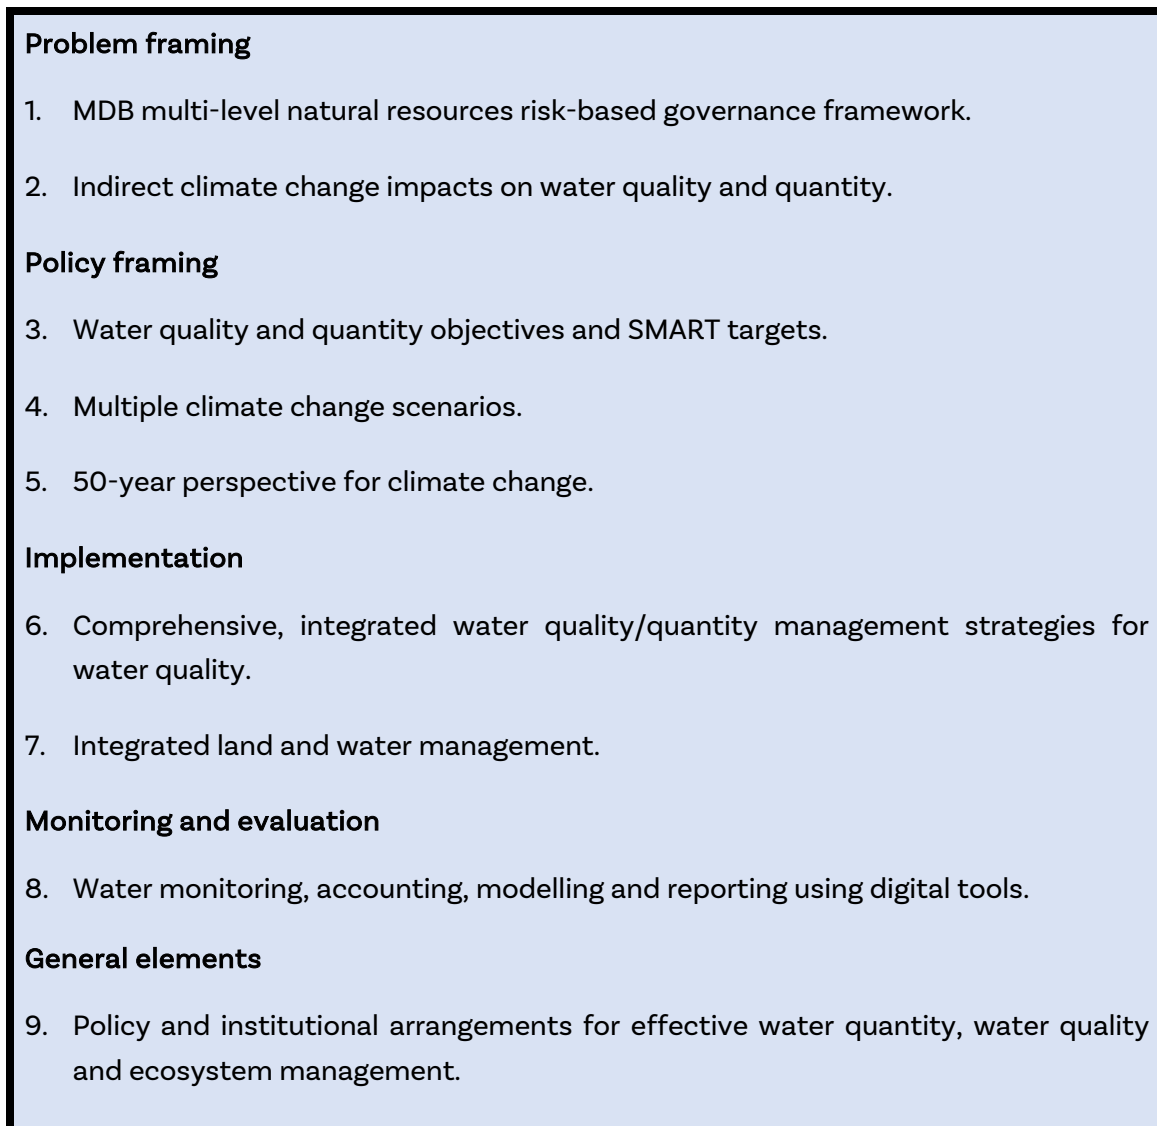 Problem framing
1. MDB multi-level natural resources risk-based governance framework.
2. Indirect climate change impacts on water quality and quantity.
Policy framing
3. Water quality and quantity objectives and SMART targets.
4. Multiple climate change scenarios.
5. 50-year perspective for climate change.
Implementation
6. Comprehensive, integrated water quality/quantity management strategies for
water quality.
7. Integrated land and water management.
Monitoring and evaluation
8. Water monitoring, accounting, modelling and reporting using digital tools.
General elements
9. Policy and institutional arrangements for effective water quantity, water quality
and ecosystem management.